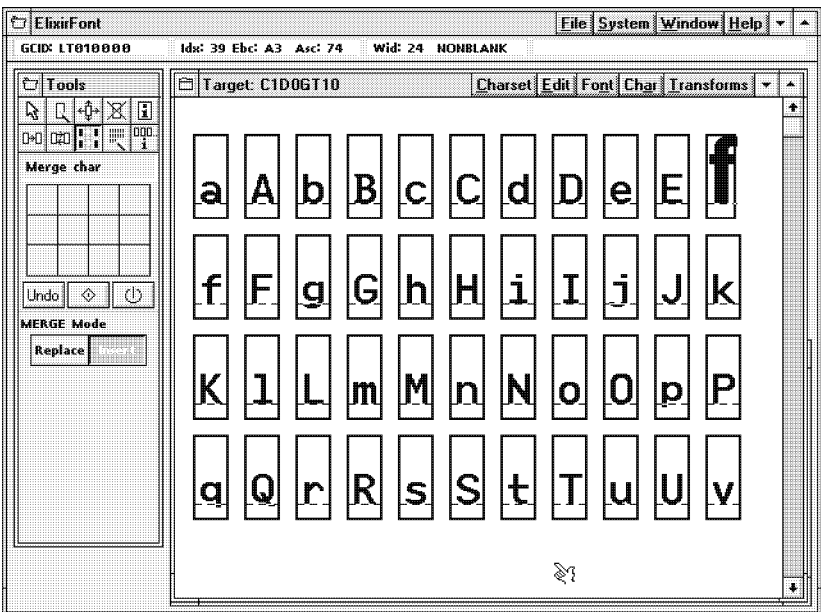 ElixirFont File System Window Help
GCID: LT010000 Idx: 39 Ebc: A3 Asc: 74 Wid: 24 NONBLANK
Tools
Target: C1D0GT10 Charset Edit Font Char Transforms
Merge char
a A b B c C d D e E f
f F g G h H i I j J k
Undo
MERGE Mode
Replace Insert
K l L m M n N o O p P
q Q r R s S t T u U v